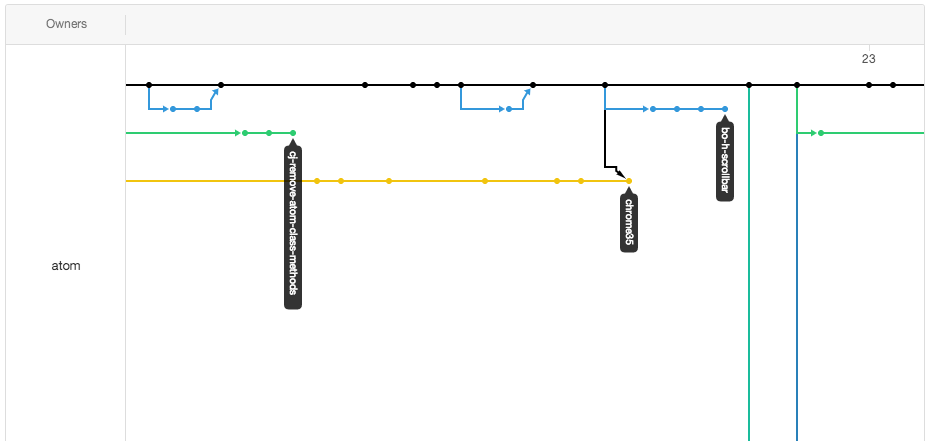 Owners
23
atom
cj-remove-atom-class-methods
chrome35
bo-h-scrollbar